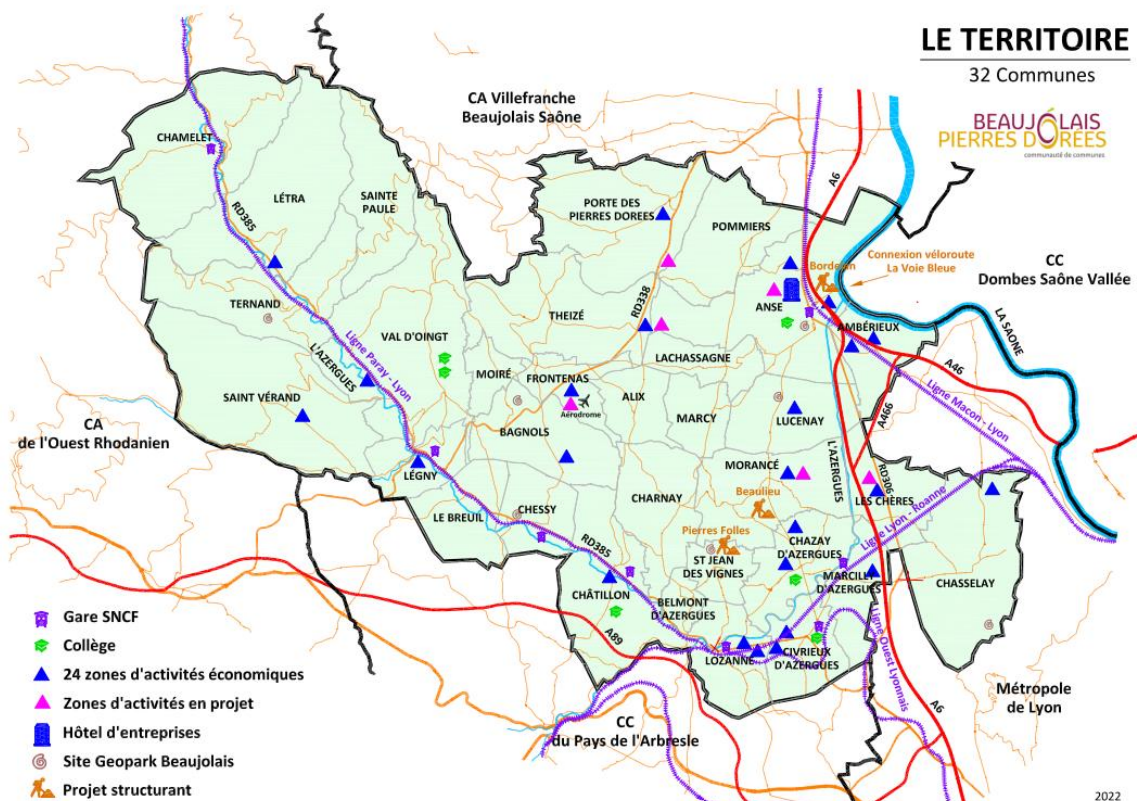 LE TERRITOIRE
32 Communes
BEAUJOLAIS
PIERRES DORÉES
communauté de communes
CA Villefranche
Beaujolais Saône
CHAMELET
LÉTRA
SAINTE
PAULE
RD385
PORTE DES
PIERRES DOREES
POMMIERS
A6
Connexion véloroute
La Voie Bleue
CC
Dombes Saône Vallée
Bordelan
ANSE
LA SAONE
TERNAND
THEIZÉ
RD338
AMBÉRIEUX
VAL D'OINGT
Ligne Paray - Lyon
L'AZERGUES
LACHASSAGNE
A46
MOIRÉ
FRONTENAS
Aérodrome
ALIX
Ligne Macon - Lyon
A466
SAINT VÉRAND
MARCY
LUCENAY
CA
de l'Ouest Rhodanien
BAGNOLS
L'AZERGUES
LÉGNY
MORANCÉ
RD306
LES CHÈRES
Beaulieu
CHARNAY
LE BREUIL
CHESSY
Pierres Folles
CHAZAY
D'AZERGUES
Ligne Lyon - Roanne
RD385
ST JEAN
DES VIGNES
MARCILLY
D'AZERGUES
CHASSELAY
CHÂTILLON
BELMONT
D'AZERGUES
A89
LOZANNE
CIVRIEUX
D'AZERGUES
Ligne Ouest Lyonnais
A6
Métropole
de Lyon
CC
du Pays de l'Arbresle
Gare SNCF
Collège
24 zones d'activités économiques
Zones d'activités en projet
Hôtel d'entreprises
Site Geopark Beaujolais
Projet structurant
2022